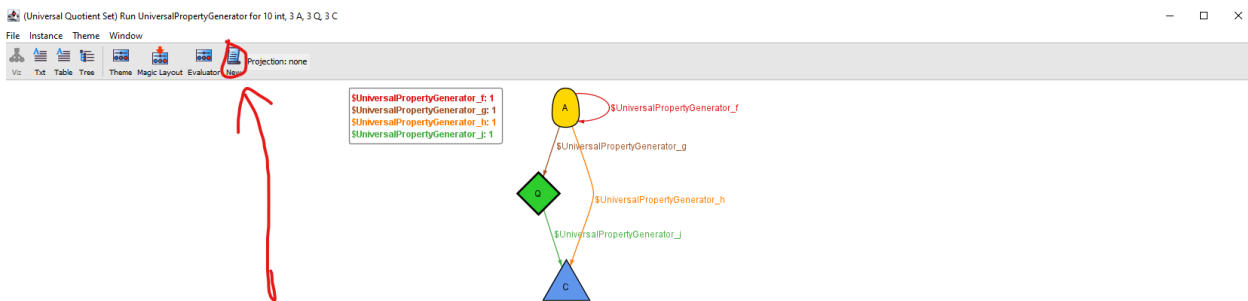 (Universal Quotient Set) Run UniversalPropertyGenerator for 10 int, 3 A, 3 Q, 3 C
File Instance Theme Window
Viz Txt Table Tree Theme Magic Layout Evaluator New Projection: none
$UniversalPropertyGenerator_f: 1
$UniversalPropertyGenerator_g: 1
$UniversalPropertyGenerator_h: 1
$UniversalPropertyGenerator_j: 1
A
$UniversalPropertyGenerator_f
$UniversalPropertyGenerator_g
Q
$UniversalPropertyGenerator_h
$UniversalPropertyGenerator_j
C